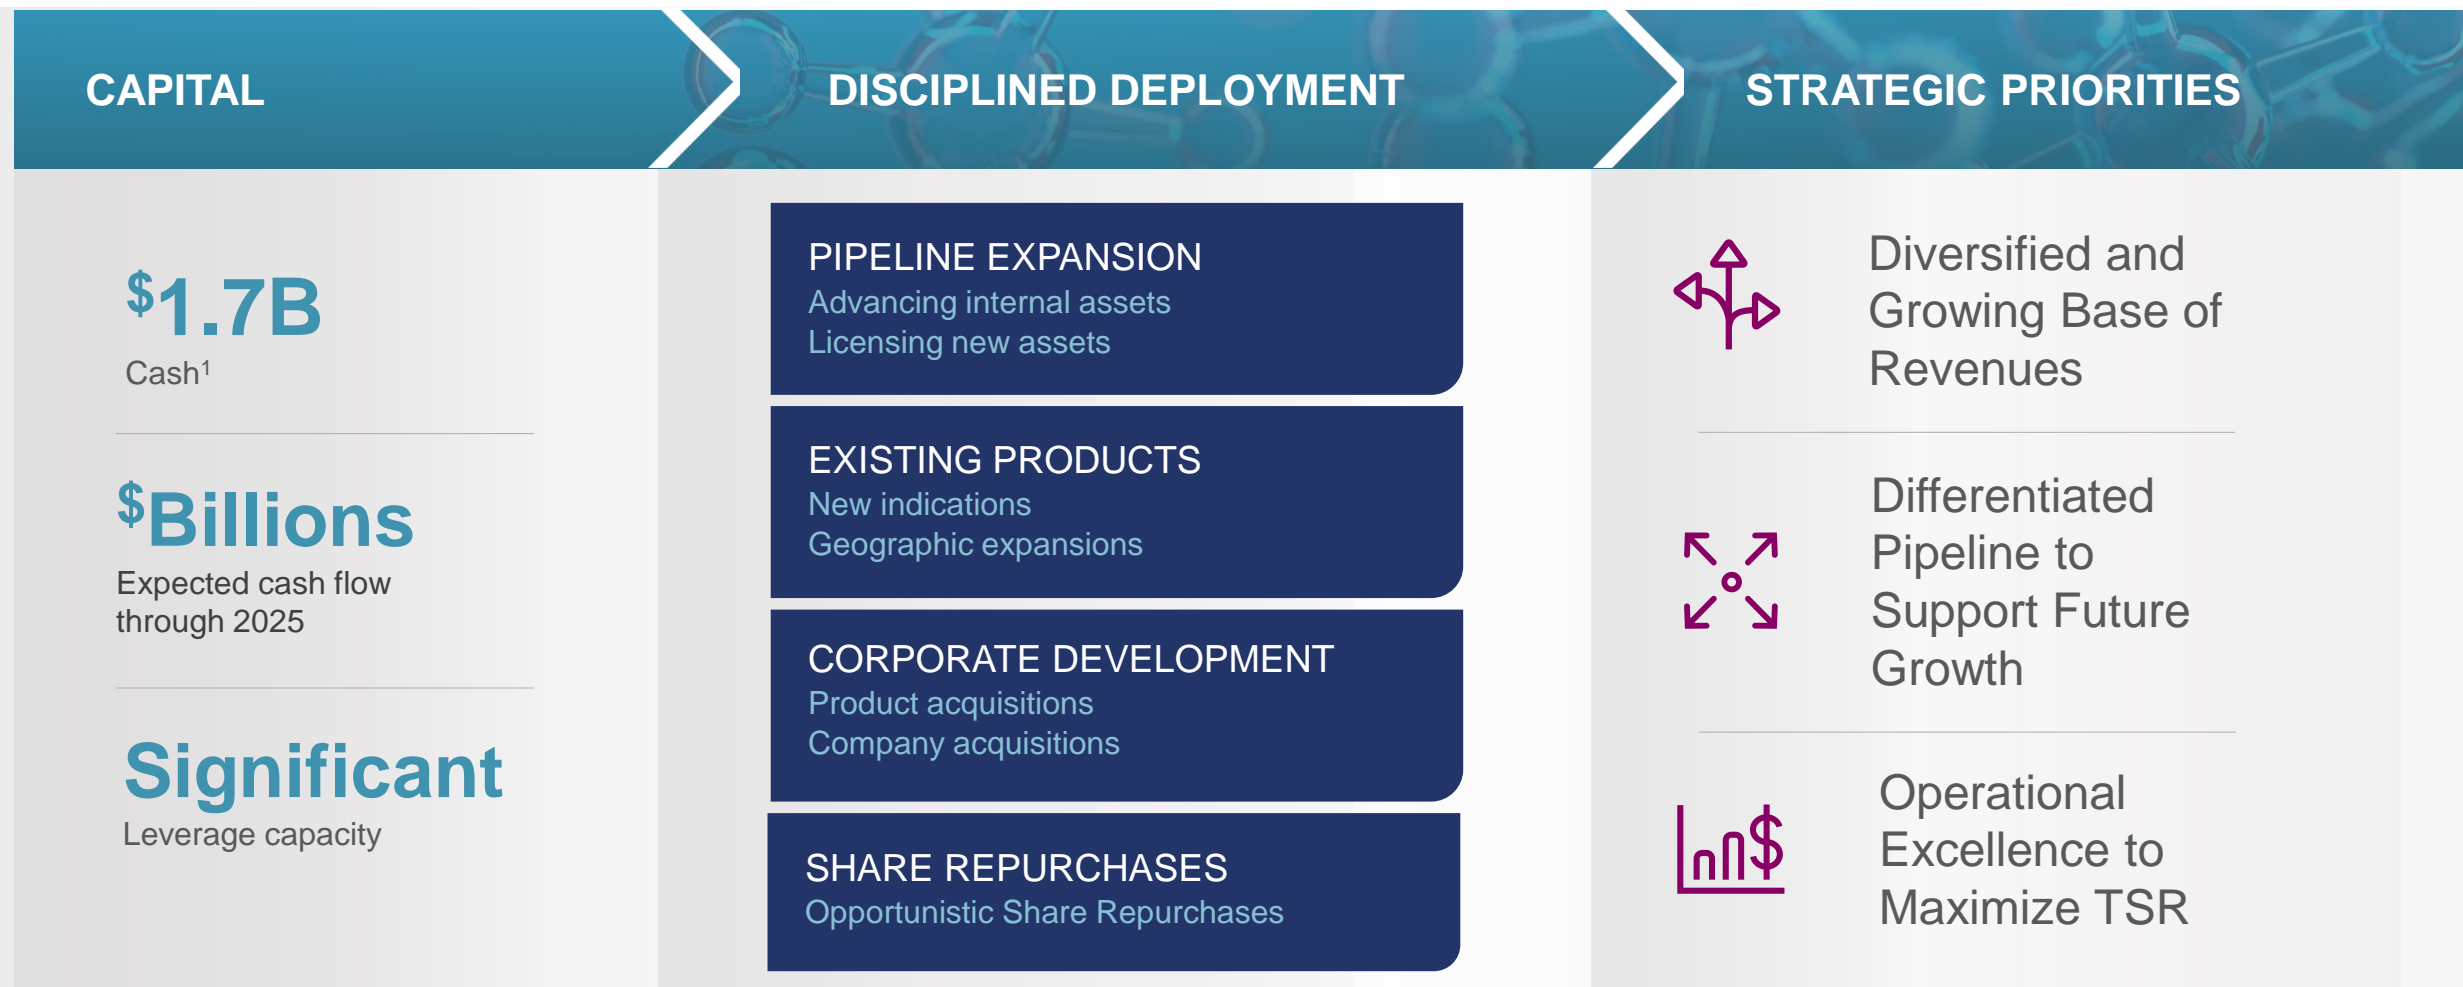 CAPITAL
DISCIPLINED DEPLOYMENT
STRATEGIC PRIORITIES
$1.7B
Cash¹
$Billions
Expected cash flow
through 2025
Significant
Leverage capacity
PIPELINE EXPANSION
Advancing internal assets
Licensing new assets
EXISTING PRODUCTS
New indications
Geographic expansions
CORPORATE DEVELOPMENT
Product acquisitions
Company acquisitions
SHARE REPURCHASES
Opportunistic Share Repurchases
Diversified and
Growing Base of
Revenues
Differentiated
Pipeline to
Support Future
Growth
$
Operational
Excellence to
Maximize TSR